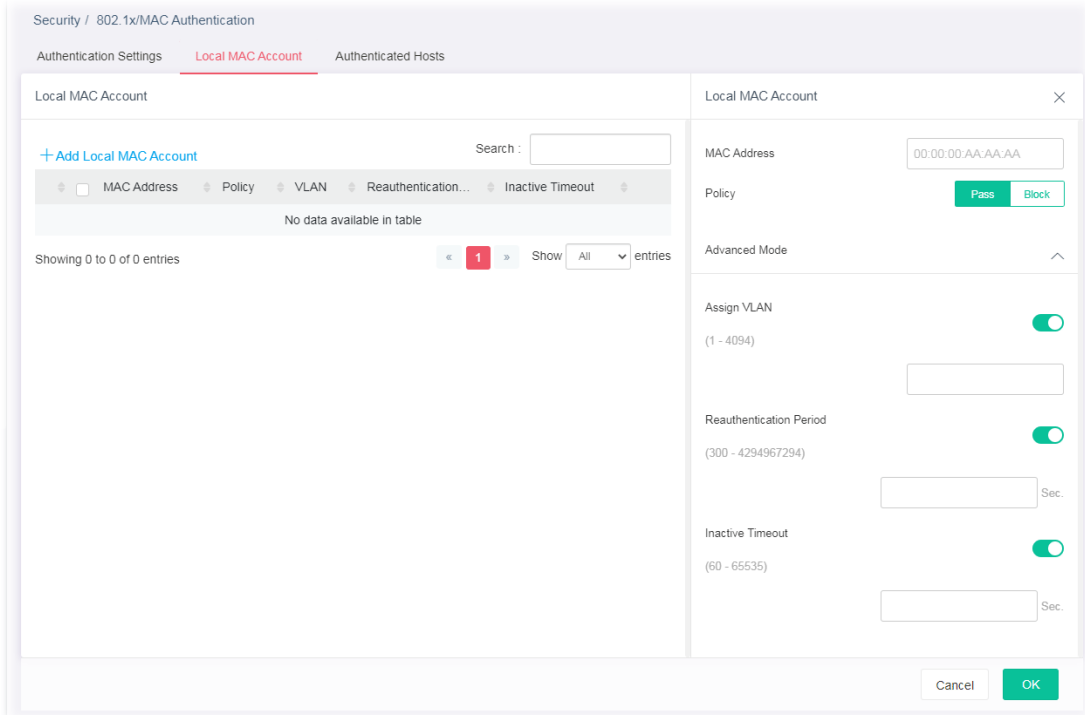 Security / 802.1x/MAC Authentication
Authentication Settings Local MAC Account Authenticated Hosts
Local MAC Account
+Add Local MAC Account Search :
MAC Address Policy VLAN Reauthentication... Inactive Timeout
No data available in table
Showing 0 to 0 of 0 entries « 1 » Show All entries
Local MAC Account ×
MAC Address 00:00:00:AA:AA:AA
Policy Pass Block
Advanced Mode
Assign VLAN
(1 - 4094)
Reauthentication Period
(300 - 4294967294)
Sec.
Inactive Timeout
(60 - 65535)
Sec.
Cancel OK